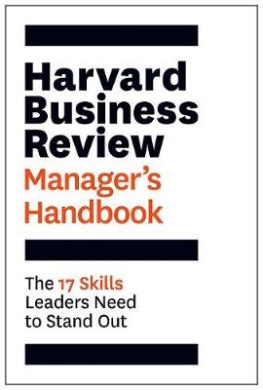 Harvard
Business
Review
Manager's
Handbook
The 17 Skills
Leaders Need
to Stand Out